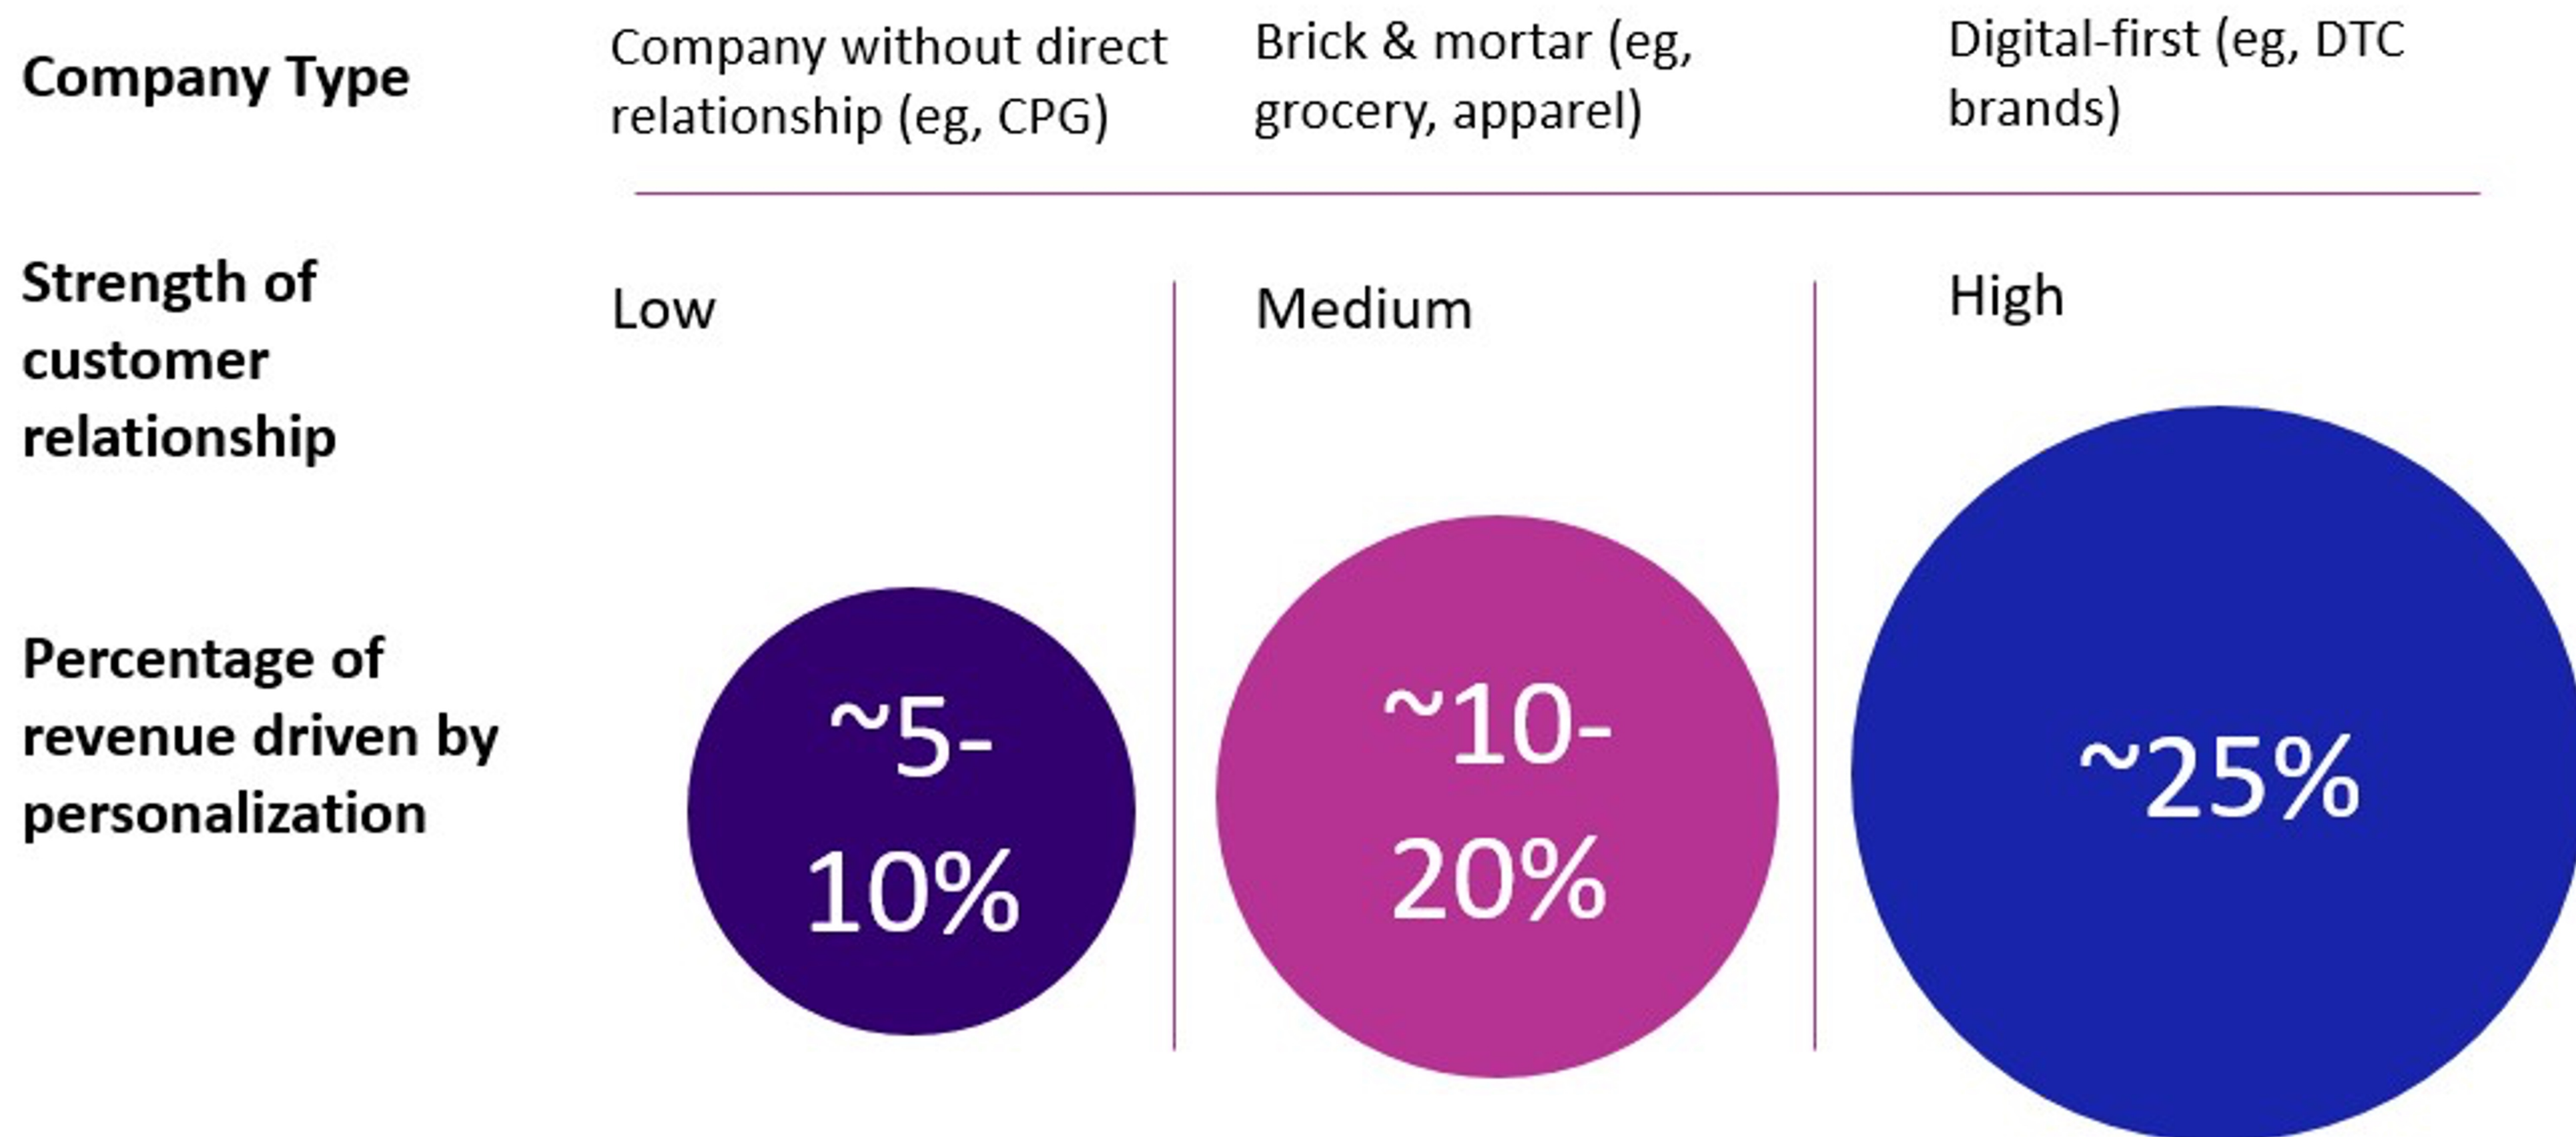 Company Type
Company without direct
relationship (eg, CPG)
Brick & mortar (eg,
grocery, apparel)
Digital-first (eg, DTC
brands)
Strength of
customer
relationship
Low
Medium
High
Percentage of
revenue driven by
personalization
~5-
10%
~10-
20%
~25%